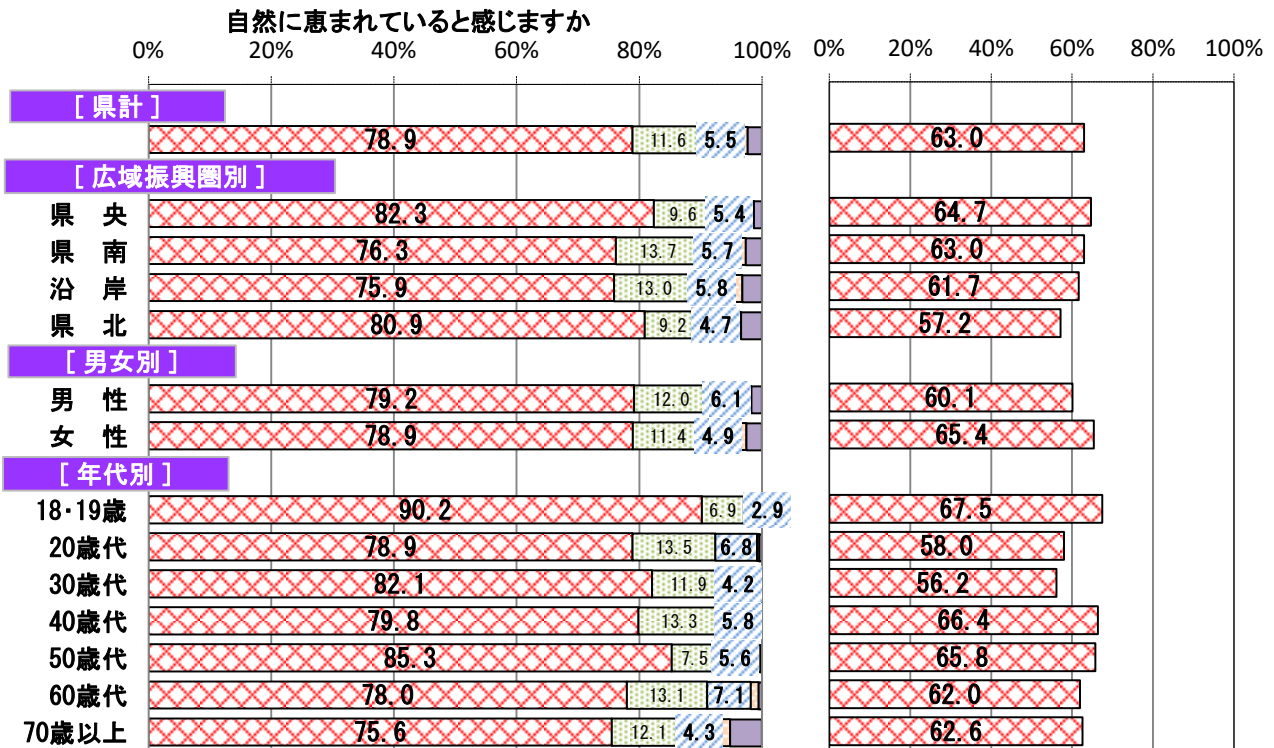 自然に恵まれていると感じますか
0% 20% 40% 60% 80% 100% 0% 20% 40% 60% 80% 100%
[ 県計 ]
78.9 11.6 5.5 63.0
[ 広域振興圏別 ]
県 央 82.3 9.6 5.4 64.7
県 南 76.3 13.7 5.7 63.0
沿 岸 75.9 13.0 5.8 61.7
県 北 80.9 9.2 4.7 57.2
[ 男女別 ]
男 性 79.2 12.0 6.1 60.1
女 性 78.9 11.4 4.9 65.4
[ 年代別 ]
18・19歳 90.2 6.9 2.9 67.5
20歳代 78.9 13.5 6.8 58.0
30歳代 82.1 11.9 4.2 56.2
40歳代 79.8 13.3 5.8 66.4
50歳代 85.3 7.5 5.6 65.8
60歳代 78.0 13.1 7.1 62.0
70歳以上 75.6 12.1 4.3 62.6